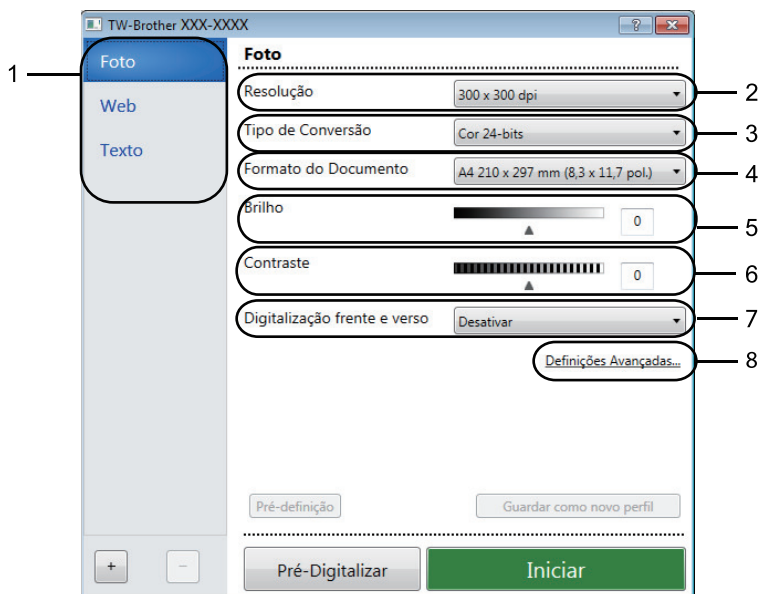 TW-Brother XXX-XXXX
?
1
Foto
Web
Texto
Foto
Resolução
300 x 300 dpi
2
Tipo de Conversão
Cor 24-bits
3
Formato do Documento
A4 210 x 297 mm (8,3 x 11,7 pol.)
4
Brilho
0
5
Contraste
0
6
Digitalização frente e verso
Desativar
7
Definições Avançadas...
8
Pré-definição
Guardar como novo perfil
+
-
Pré-Digitalizar
Iniciar